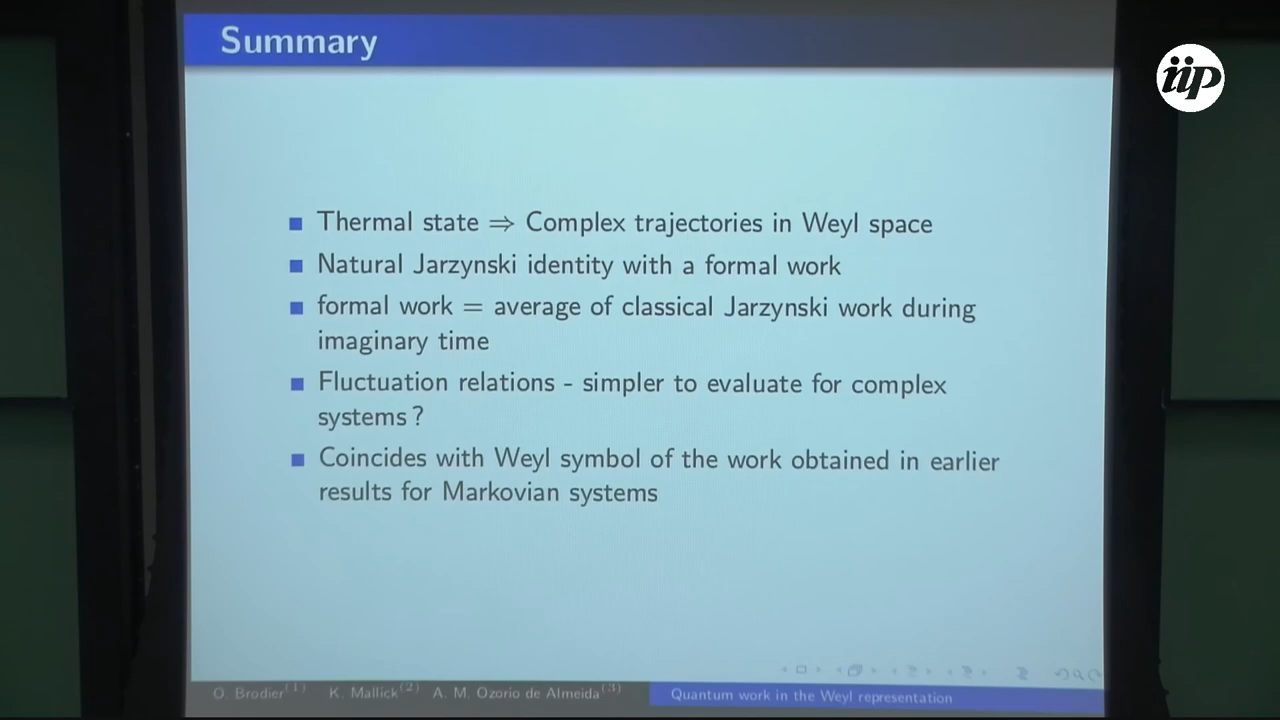 Summary
iip
Thermal state ⇒ Complex trajectories in Weyl space
Natural Jarzynski identity with a formal work
formal work = average of classical Jarzynski work during
imaginary time
Fluctuation relations - simpler to evaluate for complex
systems ?
Coincides with Weyl symbol of the work obtained in earlier
results for Markovian systems
O. Brodier(1) K. Mallick(2) A. M. Ozorio de Almeida(3)
Quantum work in the Weyl representation